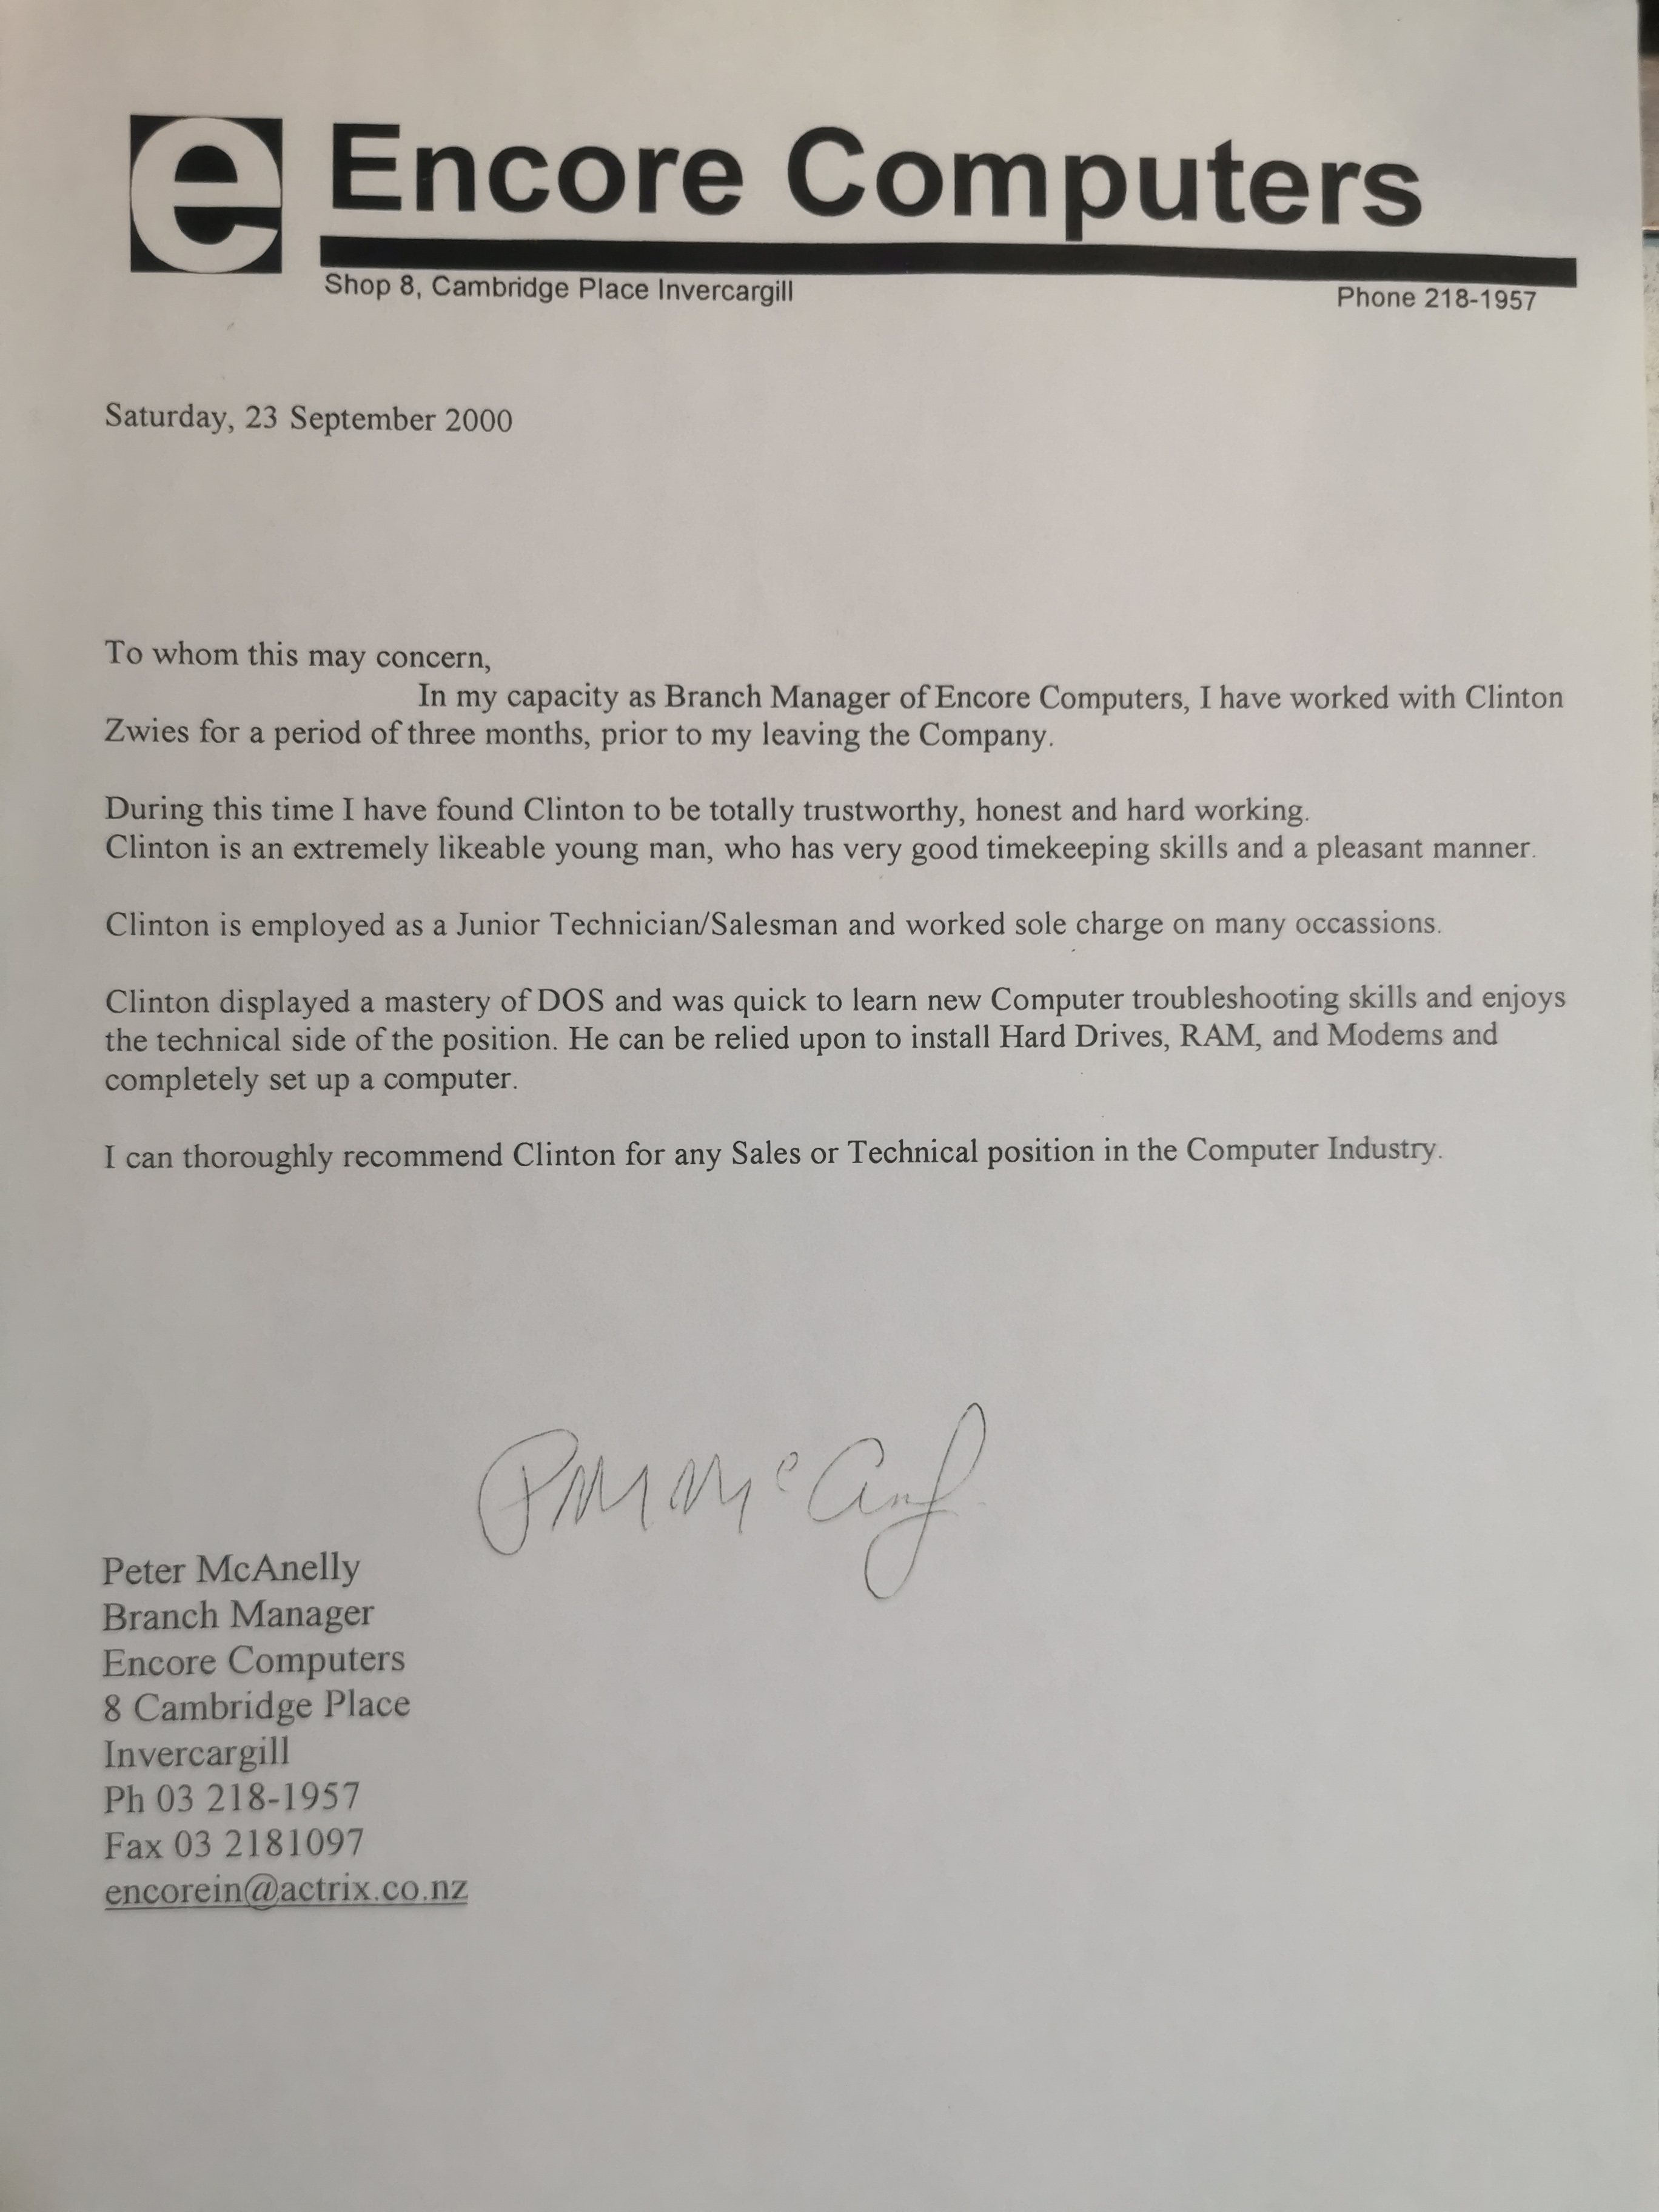 e Encore Computers
Shop 8, Cambridge Place Invercargill Phone 218-1957
Saturday, 23 September 2000
To whom this may concern,
In my capacity as Branch Manager of Encore Computers, I have worked with Clinton
Zwies for a period of three months, prior to my leaving the Company.
During this time I have found Clinton to be totally trustworthy, honest and hard working.
Clinton is an extremely likeable young man, who has very good timekeeping skills and a pleasant manner.
Clinton is employed as a Junior Technician/Salesman and worked sole charge on many occassions.
Clinton displayed a mastery of DOS and was quick to learn new Computer troubleshooting skills and enjoys
the technical side of the position. He can be relied upon to install Hard Drives, RAM, and Modems and
completely set up a computer.
I can thoroughly recommend Clinton for any Sales or Technical position in the Computer Industry.
Peter McAnelly
Branch Manager
Encore Computers
8 Cambridge Place
Invercargill
Ph 03 218-1957
Fax 03 2181097
encorein@actrix.co.nz